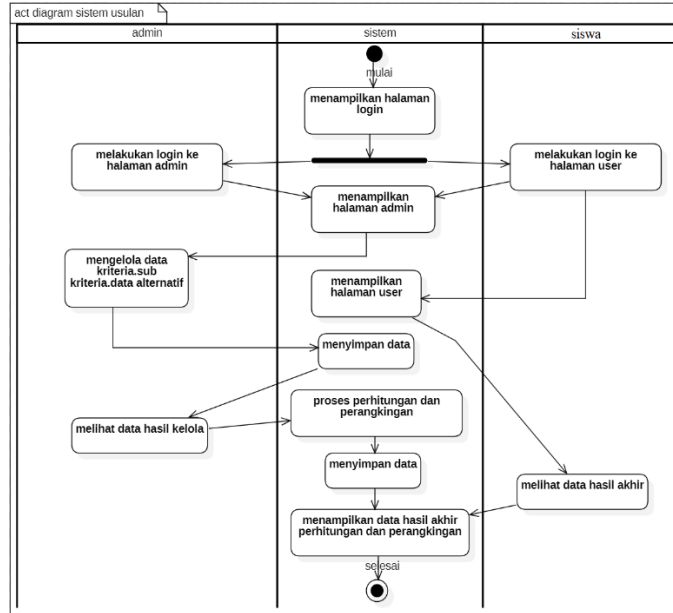 act diagram sistem usulan
admin
sistem
siswa
mulai
menampilkan halaman
login
melakukan login ke
halaman admin
melakukan login ke
halaman user
menampilkan
halaman admin
mengelola data
kriteria.sub
kriteria.data alternatif
menampilkan
halaman user
menyimpan data
proses perhitungan dan
perangkingan
melihat data hasil kelola
menyimpan data
melihat data hasil akhir
menampilkan data hasil akhir
perhitungan dan perangkingan
selesai